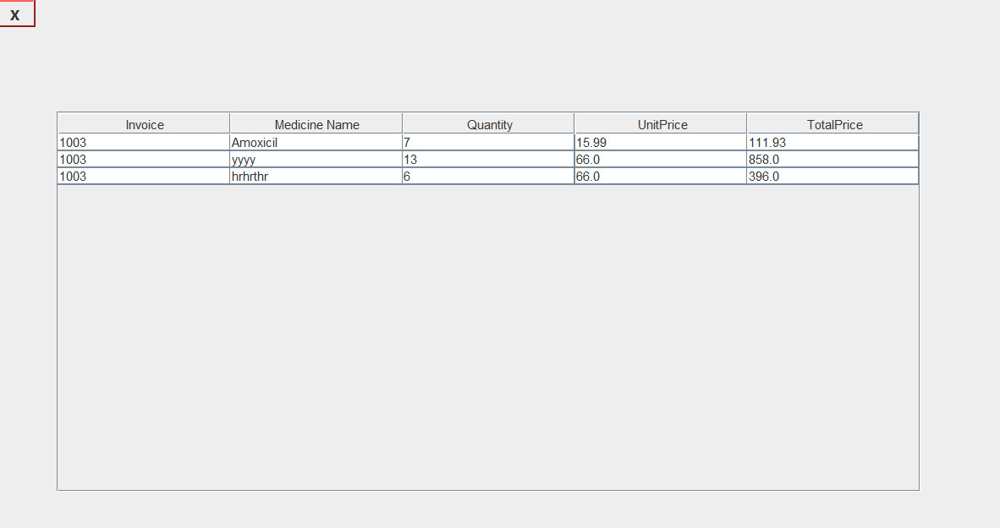 X
Invoice Medicine Name Quantity UnitPrice TotalPrice
1003 Amoxicil 7 15.99 111.93
1003 yyyy 13 66.0 858.0
1003 hrhrthr 6 66.0 396.0